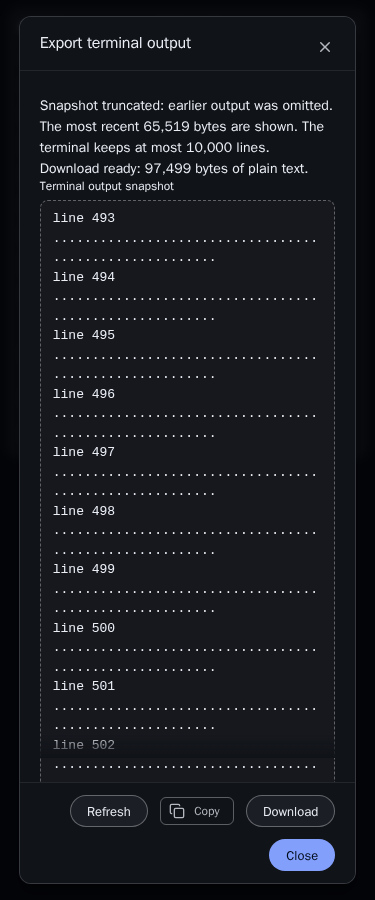 Export terminal output
Snapshot truncated: earlier output was omitted.
The most recent 65,519 bytes are shown. The
terminal keeps at most 10,000 lines.
Download ready: 97,499 bytes of plain text.
Terminal output snapshot
line 493
..................................
.....................
line 494
..................................
.....................
line 495
..................................
.....................
line 496
..................................
.....................
line 497
..................................
.....................
line 498
..................................
.....................
line 499
..................................
.....................
line 500
..................................
.....................
line 501
..................................
.....................
line 502
..................................
Refresh
Copy
Download
Close